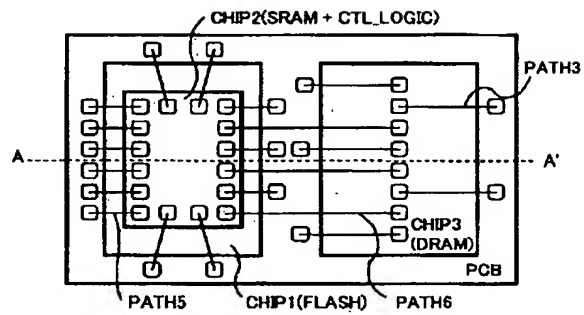 CHIP2(SRAM + CTL_LOGIC)
PATH3
A
A'
CHIP3
(DRAM)
PCB
PATH5
CHIP1(FLASH)
PATH6